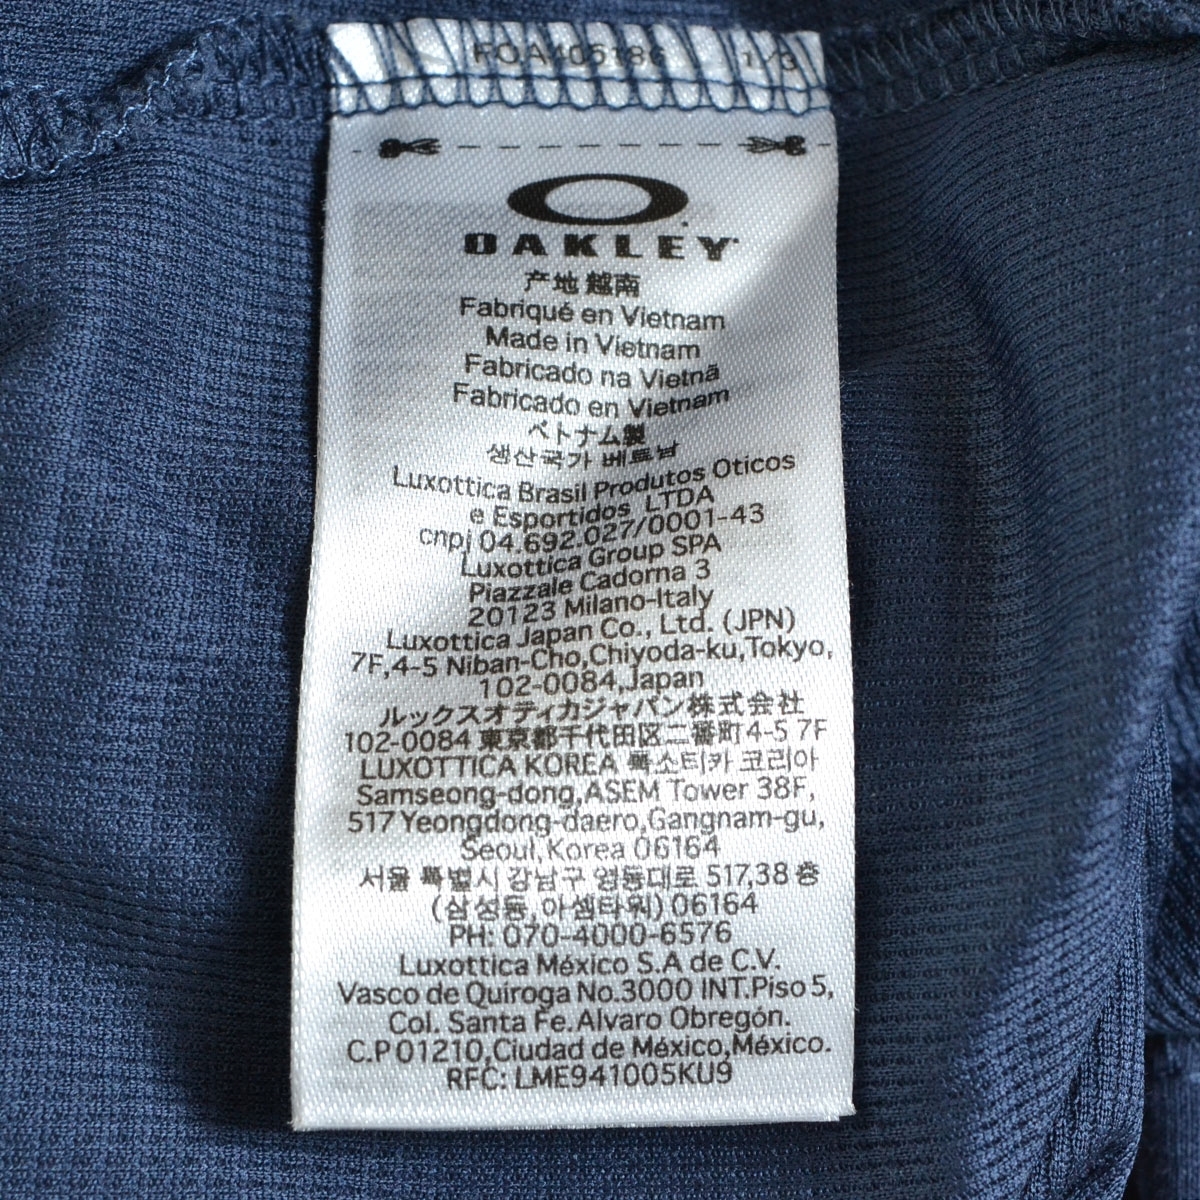 FOA405186 1/3
OAKLEY
产地 越南
Fabriqué en Vietnam
Made in Vietnam
Fabricado na Vietnã
Fabricado en Vietnam
ベトナム製
생산국가 베트남
Luxottica Brasil Produtos Oticos
e Esportidos LTDA
cnpj 04.692.027/0001-43
Luxottica Group SPA
Piazzale Cadorna 3
20123 Milano-Italy
Luxottica Japan Co., Ltd. (JPN)
7F,4-5 Niban-Cho,Chiyoda-ku,Tokyo,
102-0084,Japan
ルックスオティカジャパン株式会社
102-0084 東京都千代田区二番町4-5 7F
LUXOTTICA KOREA 룩소티카 코리아
Samseong-dong,ASEM Tower 38F,
517 Yeongdong-daero,Gangnam-gu,
Seoul,Korea 06164
서울 특별시 강남구 영동대로 517,38 층
(삼성동,아셈타워) 06164
PH: 070-4000-6576
Luxottica México S.A de C.V.
Vasco de Quiroga No.3000 INT.Piso 5,
Col. Santa Fe.Alvaro Obregón.
C.P 01210,Ciudad de México,México.
RFC: LME941005KU9